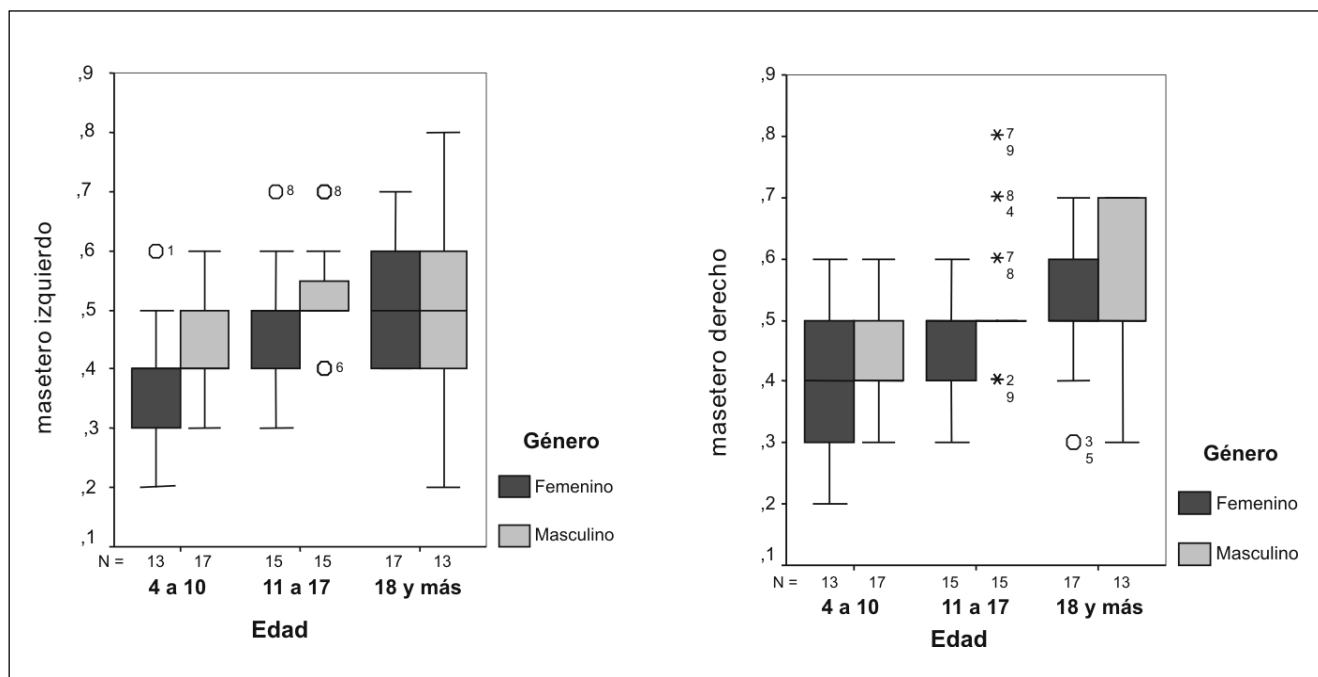 masetero izquierdo
,9
,8
,7
,6
,5
,4
,3
,2
,1
1
8
8
6
N = 13 17 15 15 17 13
4 a 10 11 a 17 18 y más
Edad
Género
Femenino
Masculino
masetero derecho
,9
,8
,7
,6
,5
,4
,3
,2
,1
7
9
8
4
7
8
2
9
3
5
N = 13 17 15 15 17 13
4 a 10 11 a 17 18 y más
Edad
Género
Femenino
Masculino